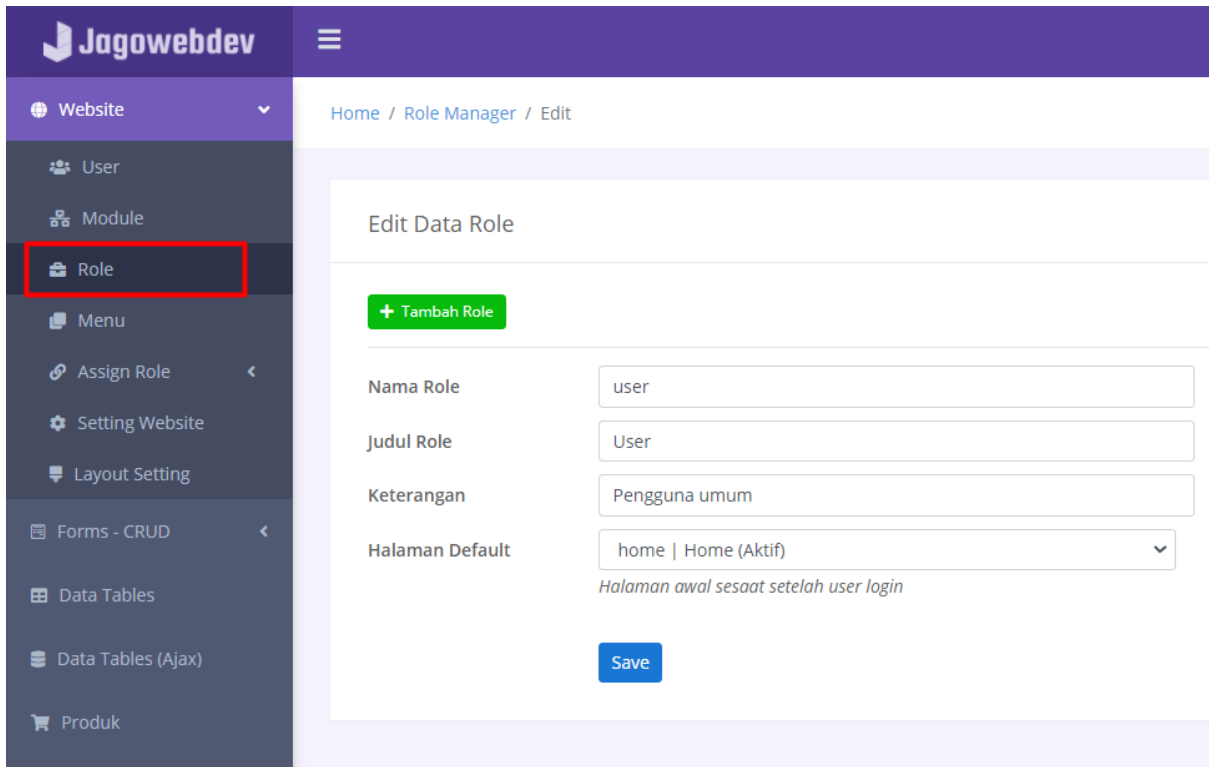 Jagowebdev
Website
User
Module
Role
Menu
Assign Role
Setting Website
Layout Setting
Forms - CRUD
Data Tables
Data Tables (Ajax)
Produk
Home / Role Manager / Edit
Edit Data Role
+ Tambah Role
Nama Role user
Judul Role User
Keterangan Pengguna umum
Halaman Default home | Home (Aktif)
Halaman awal sesaat setelah user login
Save